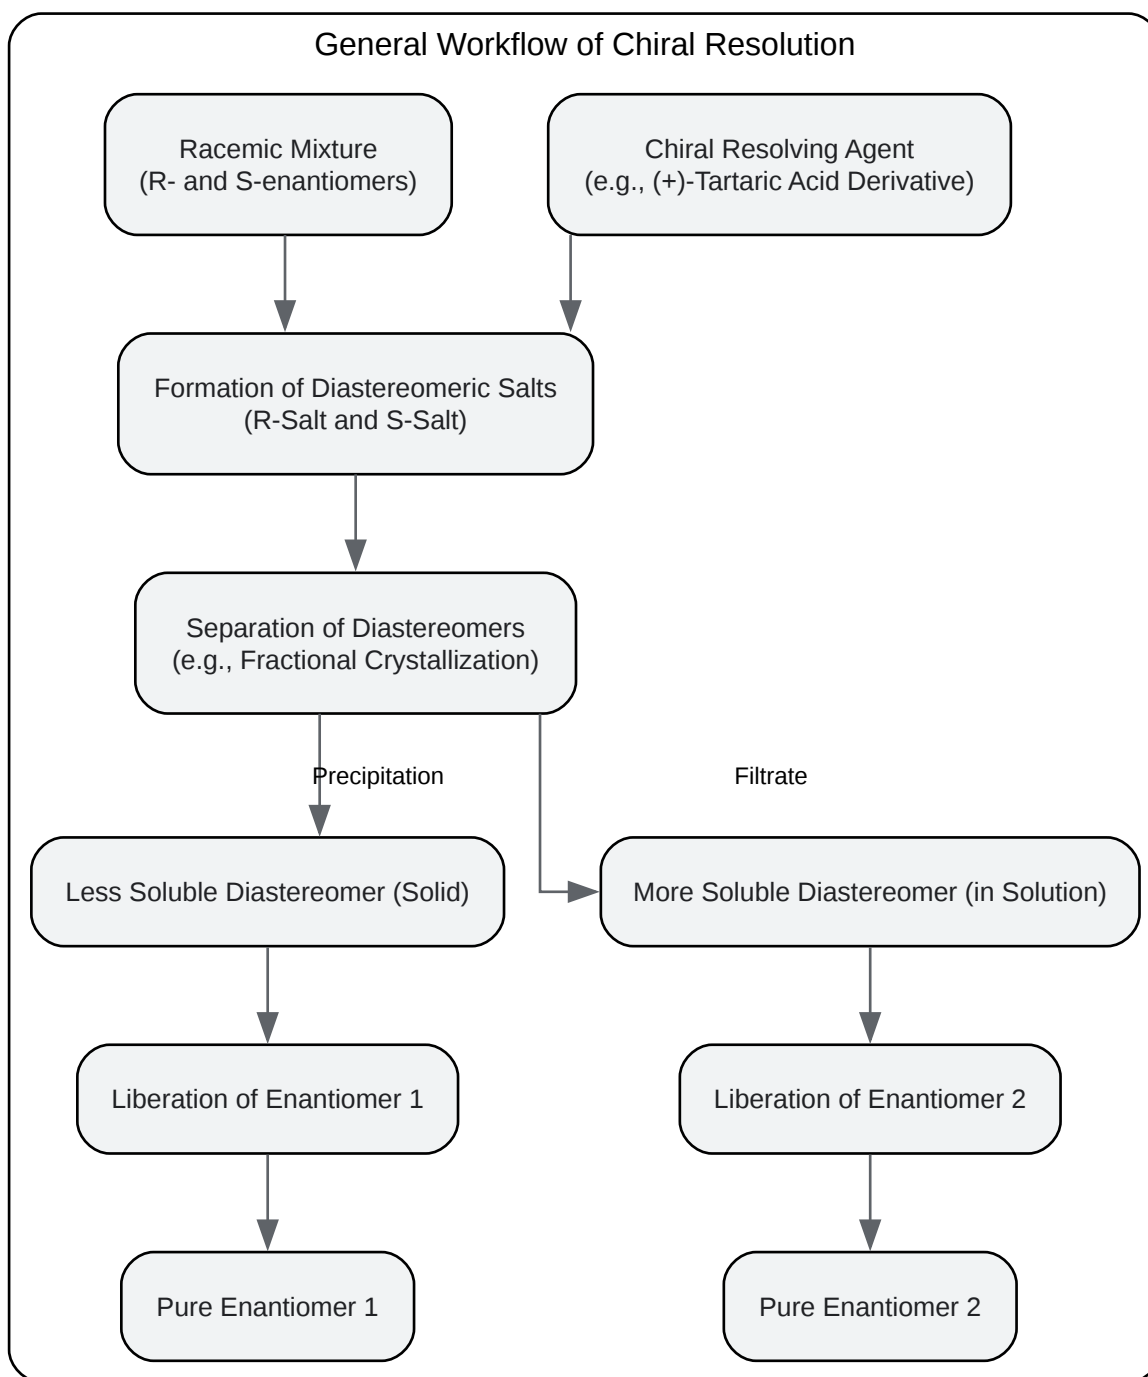 General Workflow of Chiral Resolution
Racemic Mixture
(R- and S-enantiomers)
Chiral Resolving Agent
(e.g., (+)-Tartaric Acid Derivative)
Formation of Diastereomeric Salts
(R-Salt and S-Salt)
Separation of Diastereomers
(e.g., Fractional Crystallization)
Precipitation
Filtrate
Less Soluble Diastereomer (Solid)
More Soluble Diastereomer (in Solution)
Liberation of Enantiomer 1
Liberation of Enantiomer 2
Pure Enantiomer 1
Pure Enantiomer 2